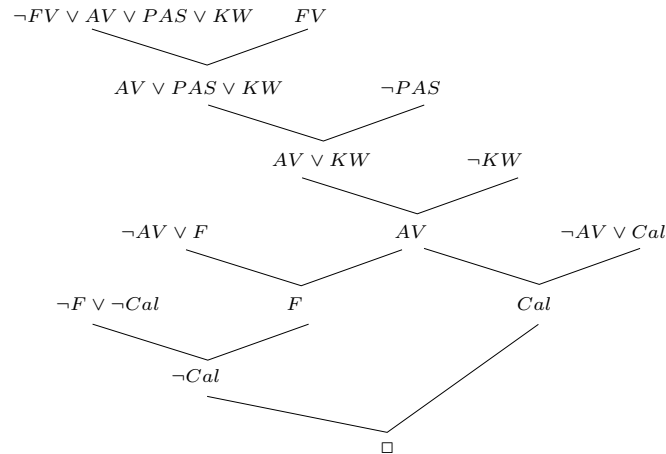 ¬FV ∨ AV ∨ PAS ∨ KW FV
AV ∨ PAS ∨ KW ¬PAS
AV ∨ KW ¬KW
¬AV ∨ F AV ¬AV ∨ Cal
¬F ∨ ¬Cal F Cal
¬Cal
□